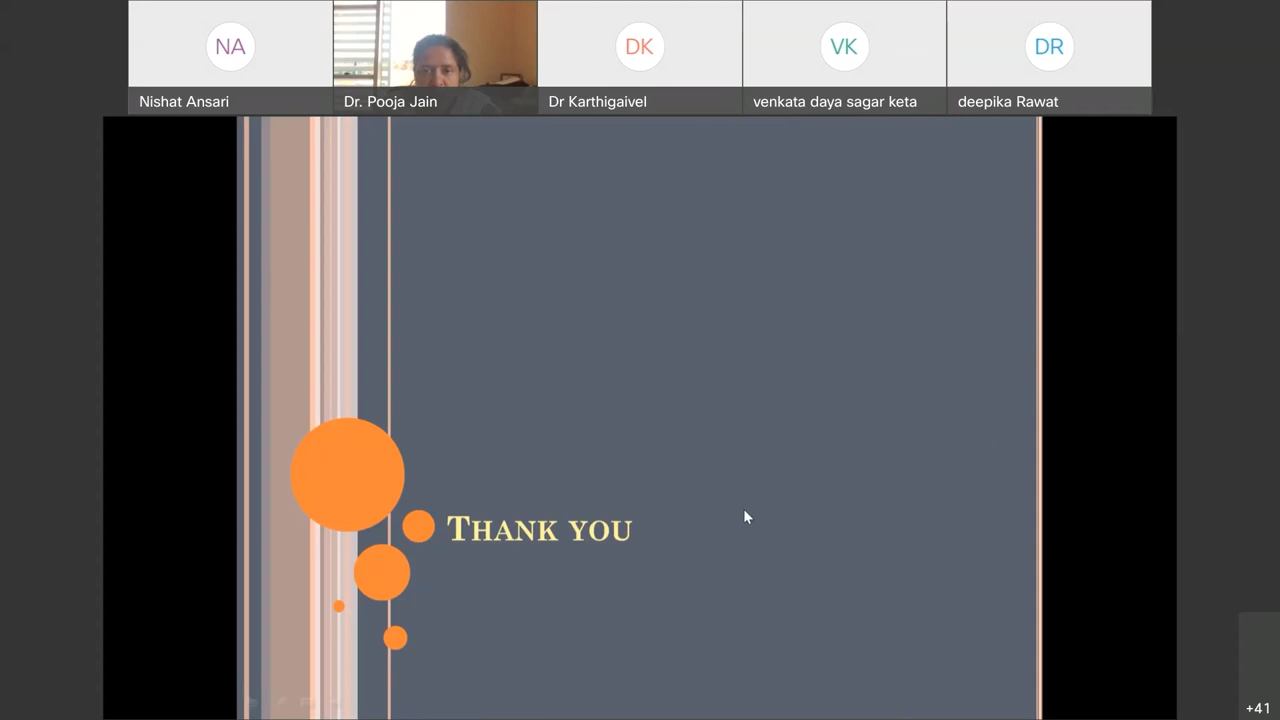 NA
DK
VK
DR
Nishat Ansari
Dr. Pooja Jain
Dr Karthigaivel
venkata daya sagar keta
deepika Rawat
THANK YOU
+41